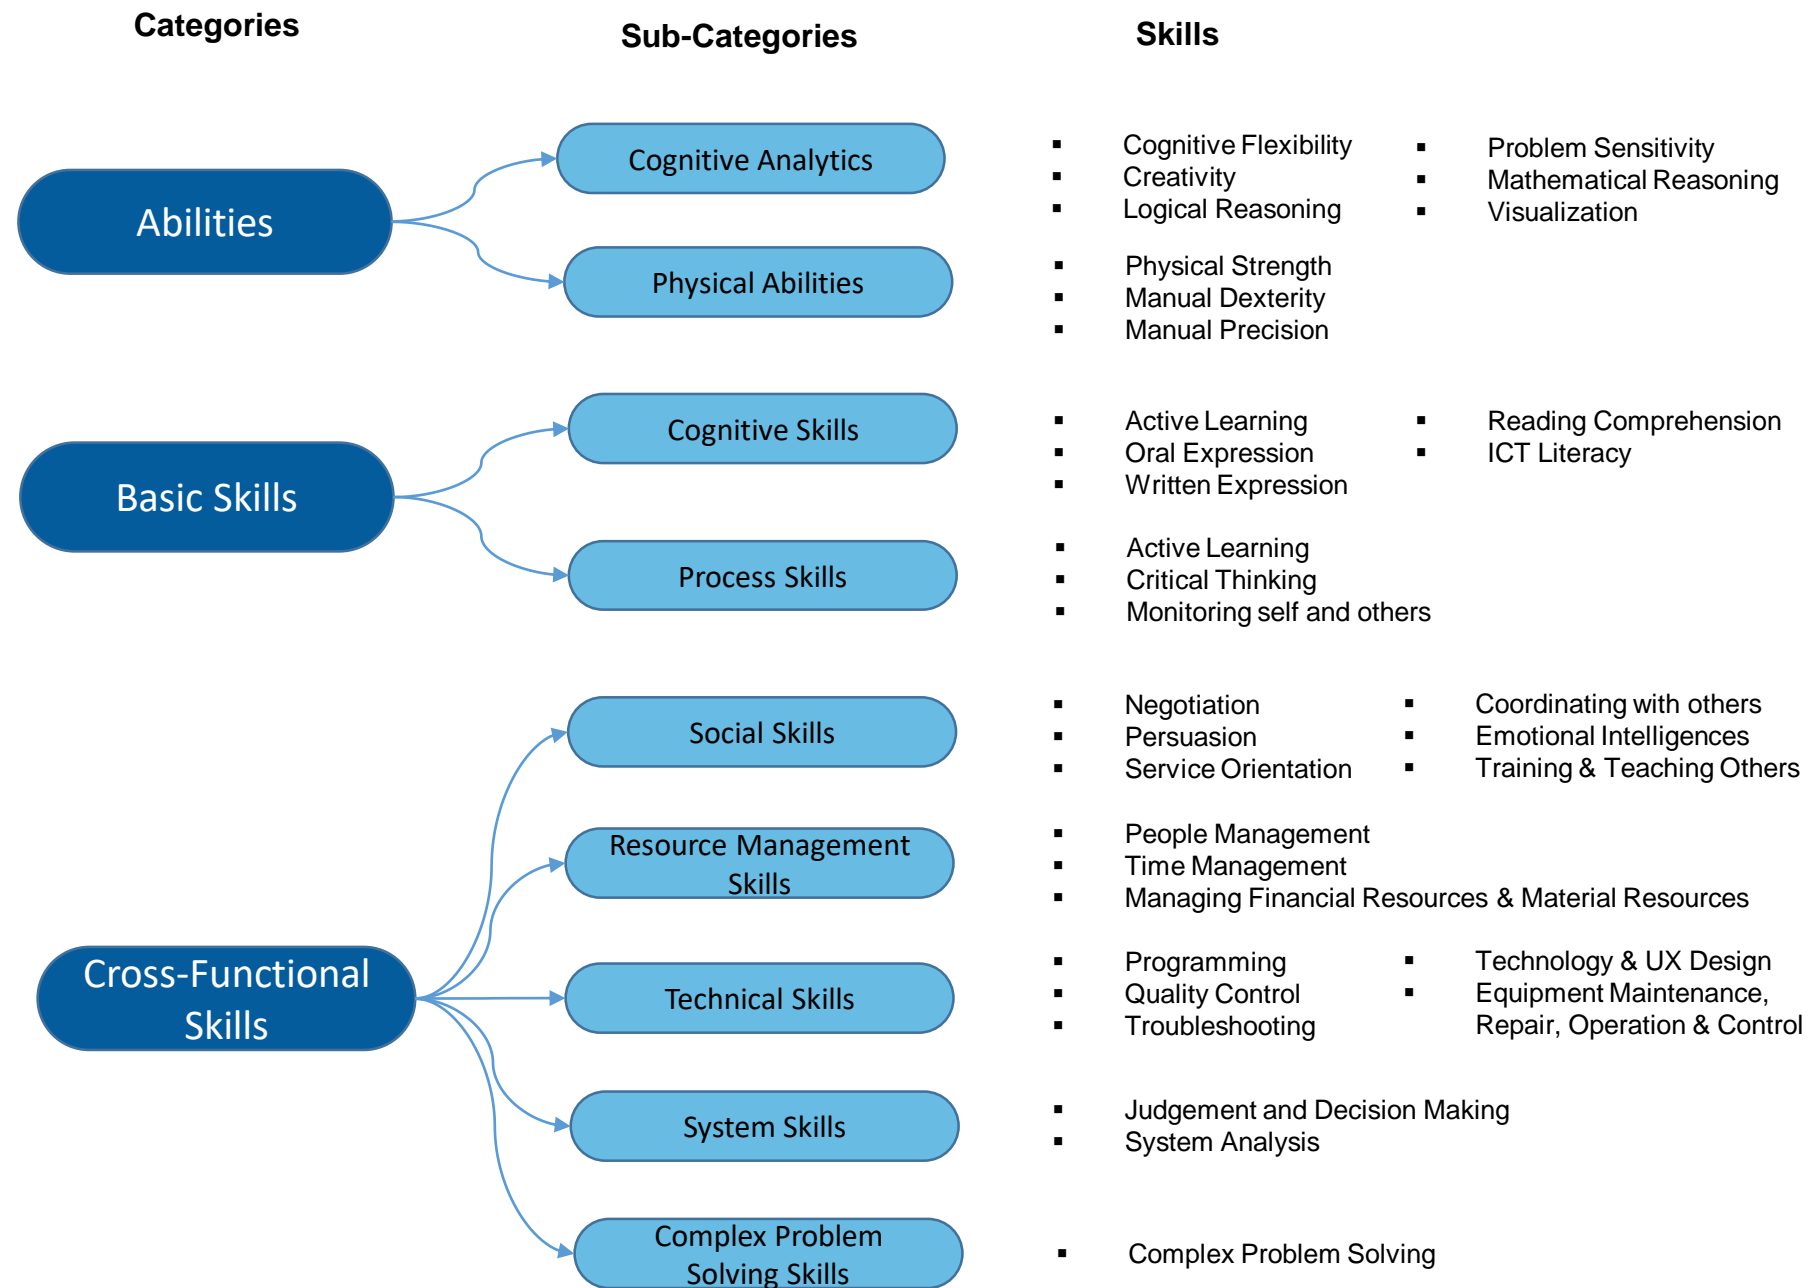 Categories
Sub-Categories
Skills
Abilities
Cognitive Analytics
▪ Cognitive Flexibility
▪ Creativity
▪ Logical Reasoning
▪ Problem Sensitivity
▪ Mathematical Reasoning
▪ Visualization
Physical Abilities
▪ Physical Strength
▪ Manual Dexterity
▪ Manual Precision
Basic Skills
Cognitive Skills
▪ Active Learning
▪ Oral Expression
▪ Written Expression
▪ Reading Comprehension
▪ ICT Literacy
Process Skills
▪ Active Learning
▪ Critical Thinking
▪ Monitoring self and others
Cross-Functional
Skills
Social Skills
▪ Negotiation
▪ Persuasion
▪ Service Orientation
▪ Coordinating with others
▪ Emotional Intelligences
▪ Training & Teaching Others
Resource Management
Skills
▪ People Management
▪ Time Management
▪ Managing Financial Resources & Material Resources
Technical Skills
▪ Programming
▪ Quality Control
▪ Troubleshooting
▪ Technology & UX Design
▪ Equipment Maintenance,
Repair, Operation & Control
System Skills
▪ Judgement and Decision Making
▪ System Analysis
Complex Problem
Solving Skills
▪ Complex Problem Solving